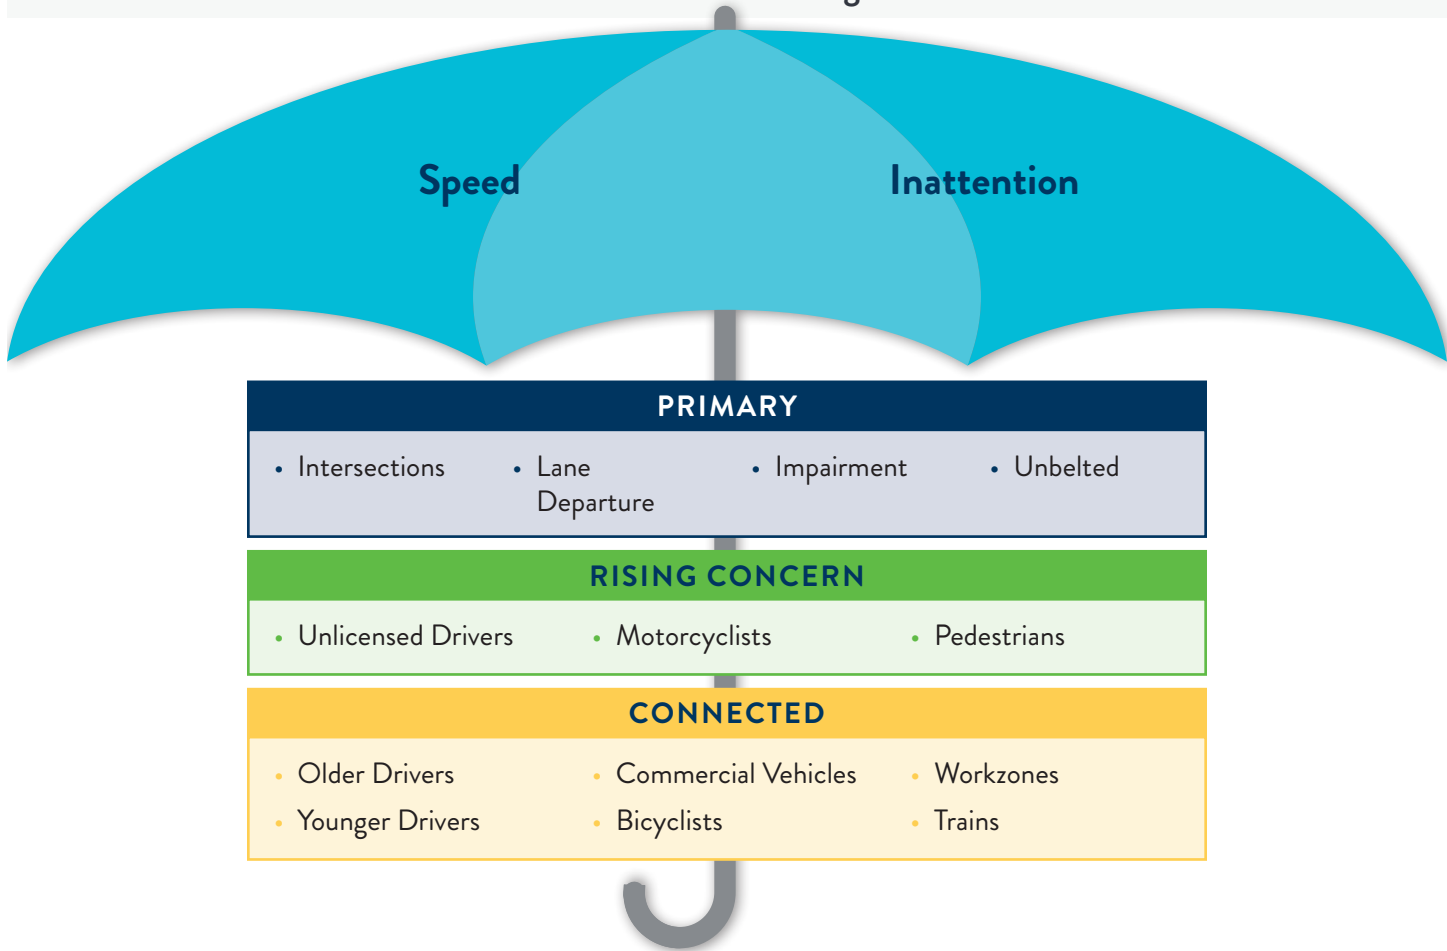 Speed
Inattention
PRIMARY
• Intersections
• Lane
Departure
• Impairment
• Unbelted
RISING CONCERN
• Unlicensed Drivers
• Motorcyclists
• Pedestrians
CONNECTED
• Older Drivers
• Commercial Vehicles
• Workzones
• Younger Drivers
• Bicyclists
• Trains